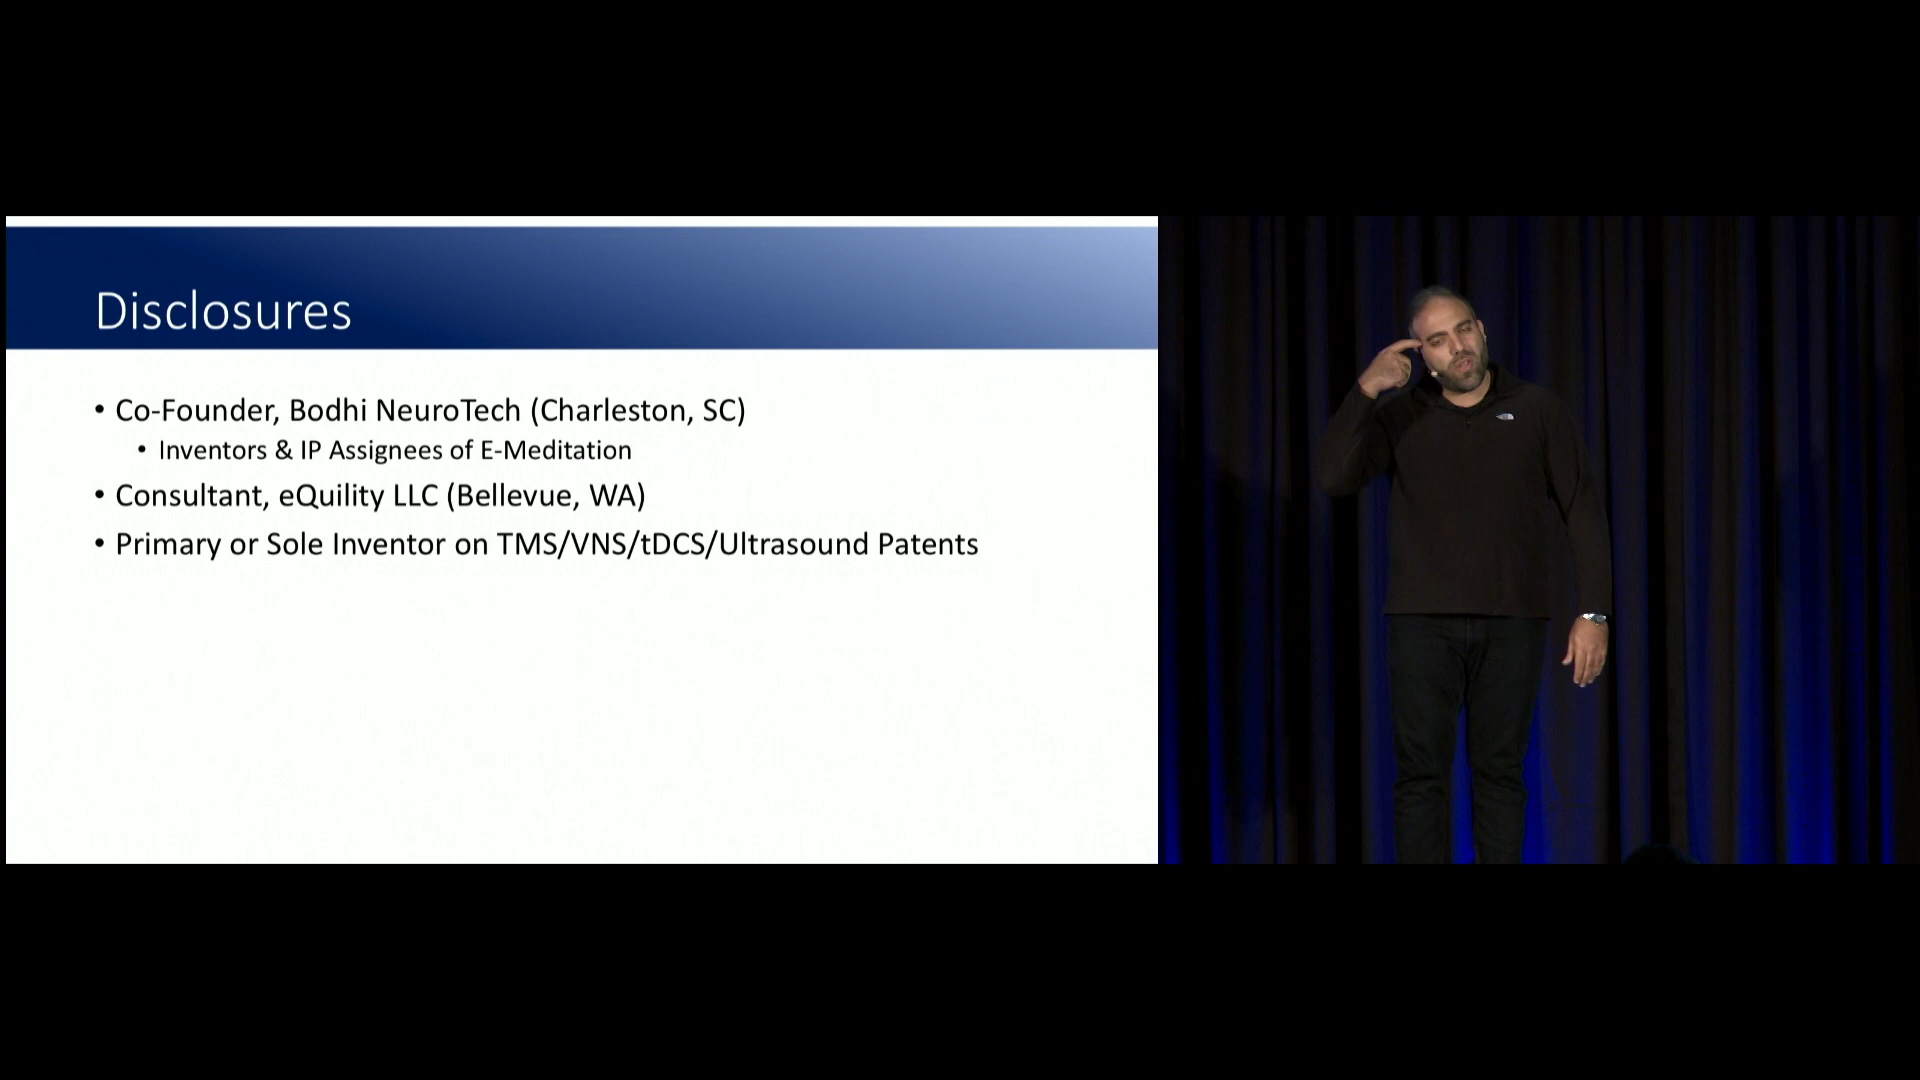 Disclosures
• Co-Founder, Bodhi NeuroTech (Charleston, SC)
• Inventors & IP Assignees of E-Meditation
• Consultant, eQuility LLC (Bellevue, WA)
• Primary or Sole Inventor on TMS/VNS/tDCS/Ultrasound Patents